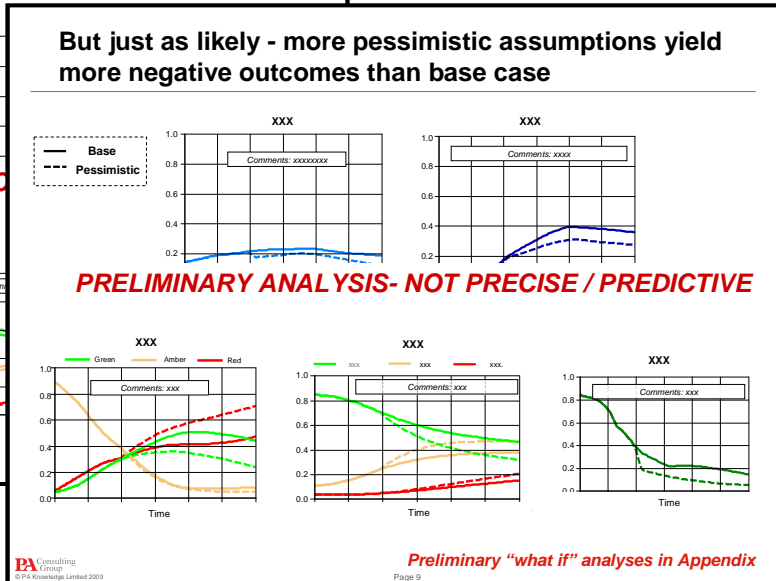 But just as likely - more pessimistic assumptions yield
more negative outcomes than base case
Base
Pessimistic
xxx
1.0
0.8
0.6
0.4
0.2
Comments: xxxxxxxx
xxx
1.0
0.8
0.6
0.4
0.2
Comments: xxxx
PRELIMINARY ANALYSIS- NOT PRECISE / PREDICTIVE
xxx
Green Amber Red
1.0
0.8
0.6
0.4
0.2
0.0
Comments: xxx
Time
xxx
xxx xxx xxx.
1.0
0.8
0.6
0.4
0.2
0.0
Comments: xxx
Time
xxx
1.0
0.8
0.6
0.4
0.2
0.0
Comments: xxx
Time
Preliminary "what if" analyses in Appendix
PA Consulting
Group
© PA Knowledge Limited 2009
Page 9